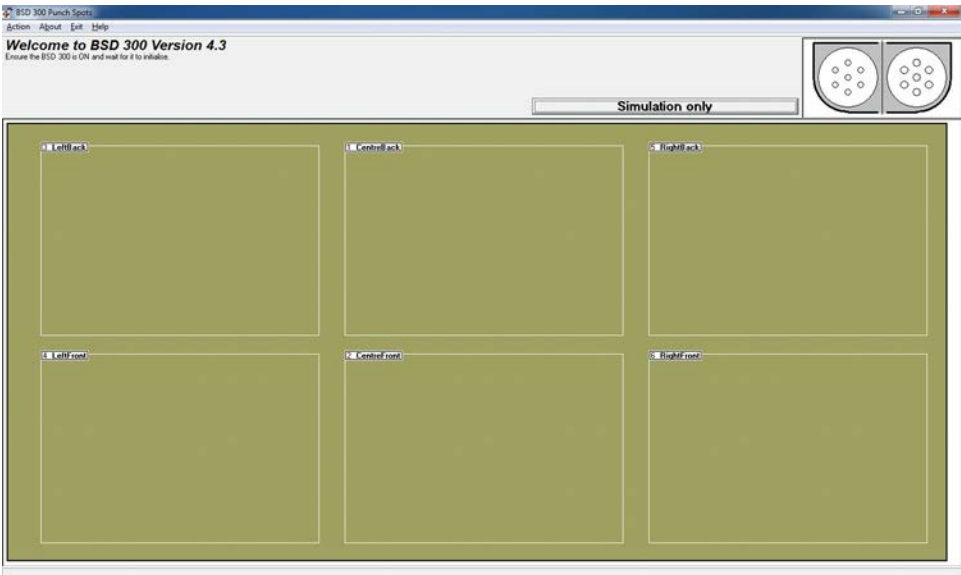 BSD 300 Punch Spots
Action About Exit Help
Welcome to BSD 300 Version 4.3
Ensure the BSD 300 is ON and wait for it to initialise.
Simulation only
3 LeftBack
1 CentreBack
5 RightBack
4 LeftFront
2 CentreFront
6 RightFront